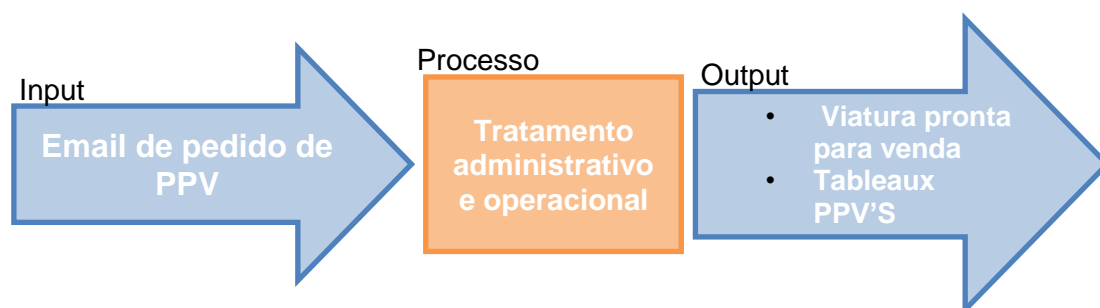 Input
Email de pedido de
PPV
Processo
Tratamento
administrativo
e operacional
Output
• Viatura pronta
para venda
• Tableaux
PPV’S